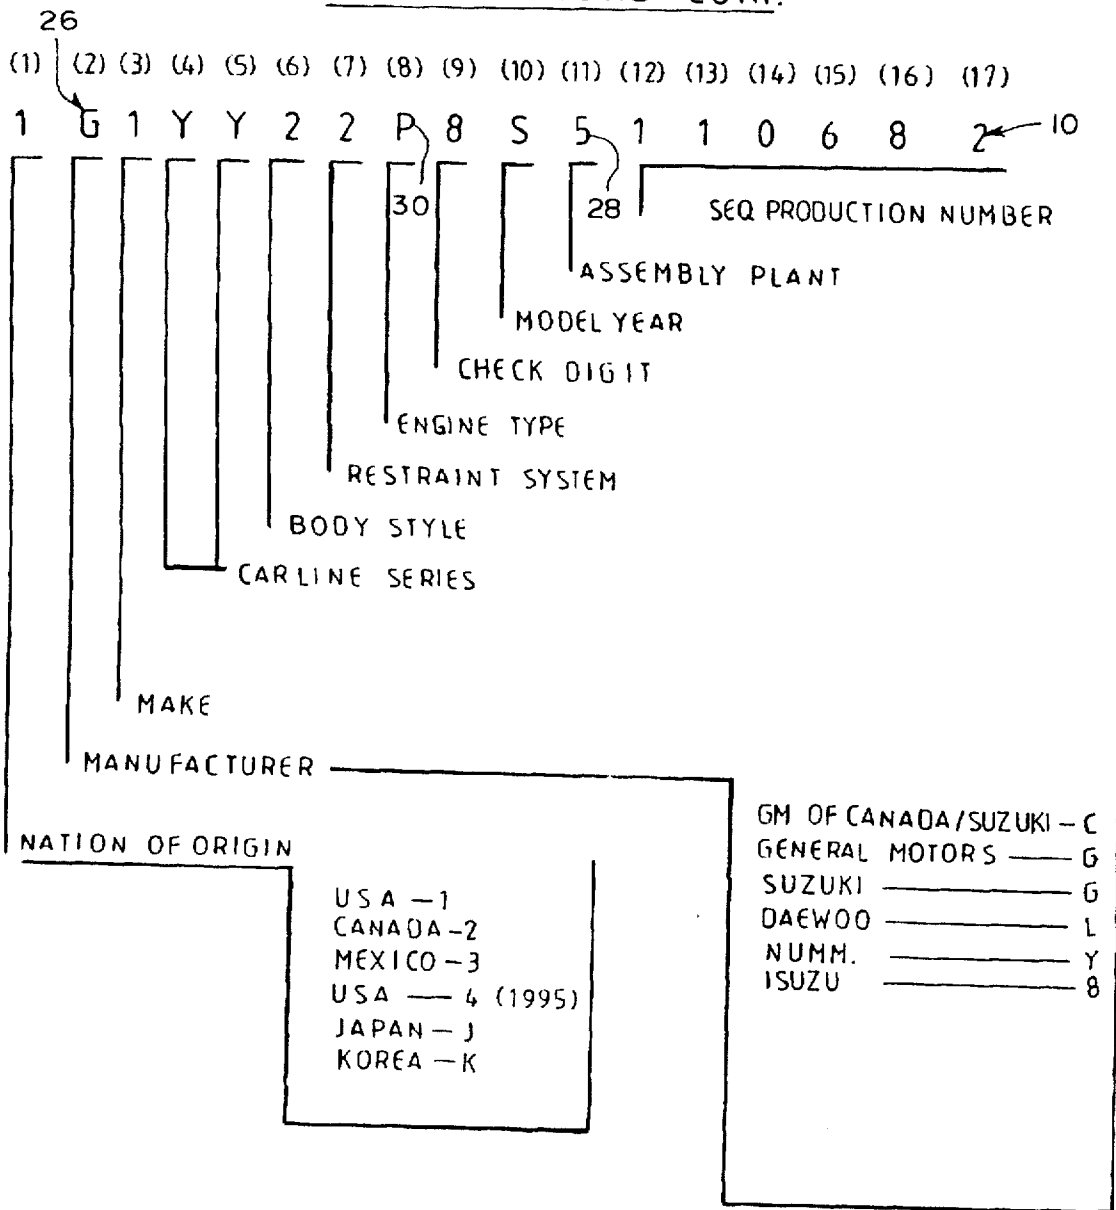 CORP.
26
(1) (2) (3) (4) (5) (6) (7) (8) (9) (10) (11) (12) (13) (14) (15) (16) (17)
1 G 1 Y Y 2 2 P 8 S 5 1 1 0 6 8 2 10
30 28 SEQ PRODUCTION NUMBER
ASSEMBLY PLANT
MODEL YEAR
CHECK DIGIT
ENGINE TYPE
RESTRAINT SYSTEM
BODY STYLE
CARLINE SERIES
MAKE
MANUFACTURER
NATION OF ORIGIN
USA - 1
CANADA - 2
MEXICO - 3
USA — 4 (1995)
JAPAN — J
KOREA — K
GM OF CANADA/SUZUKI - C
GENERAL MOTORS — G
SUZUKI — G
DAEWOO — L
NUMM. — Y
ISUZU — 8